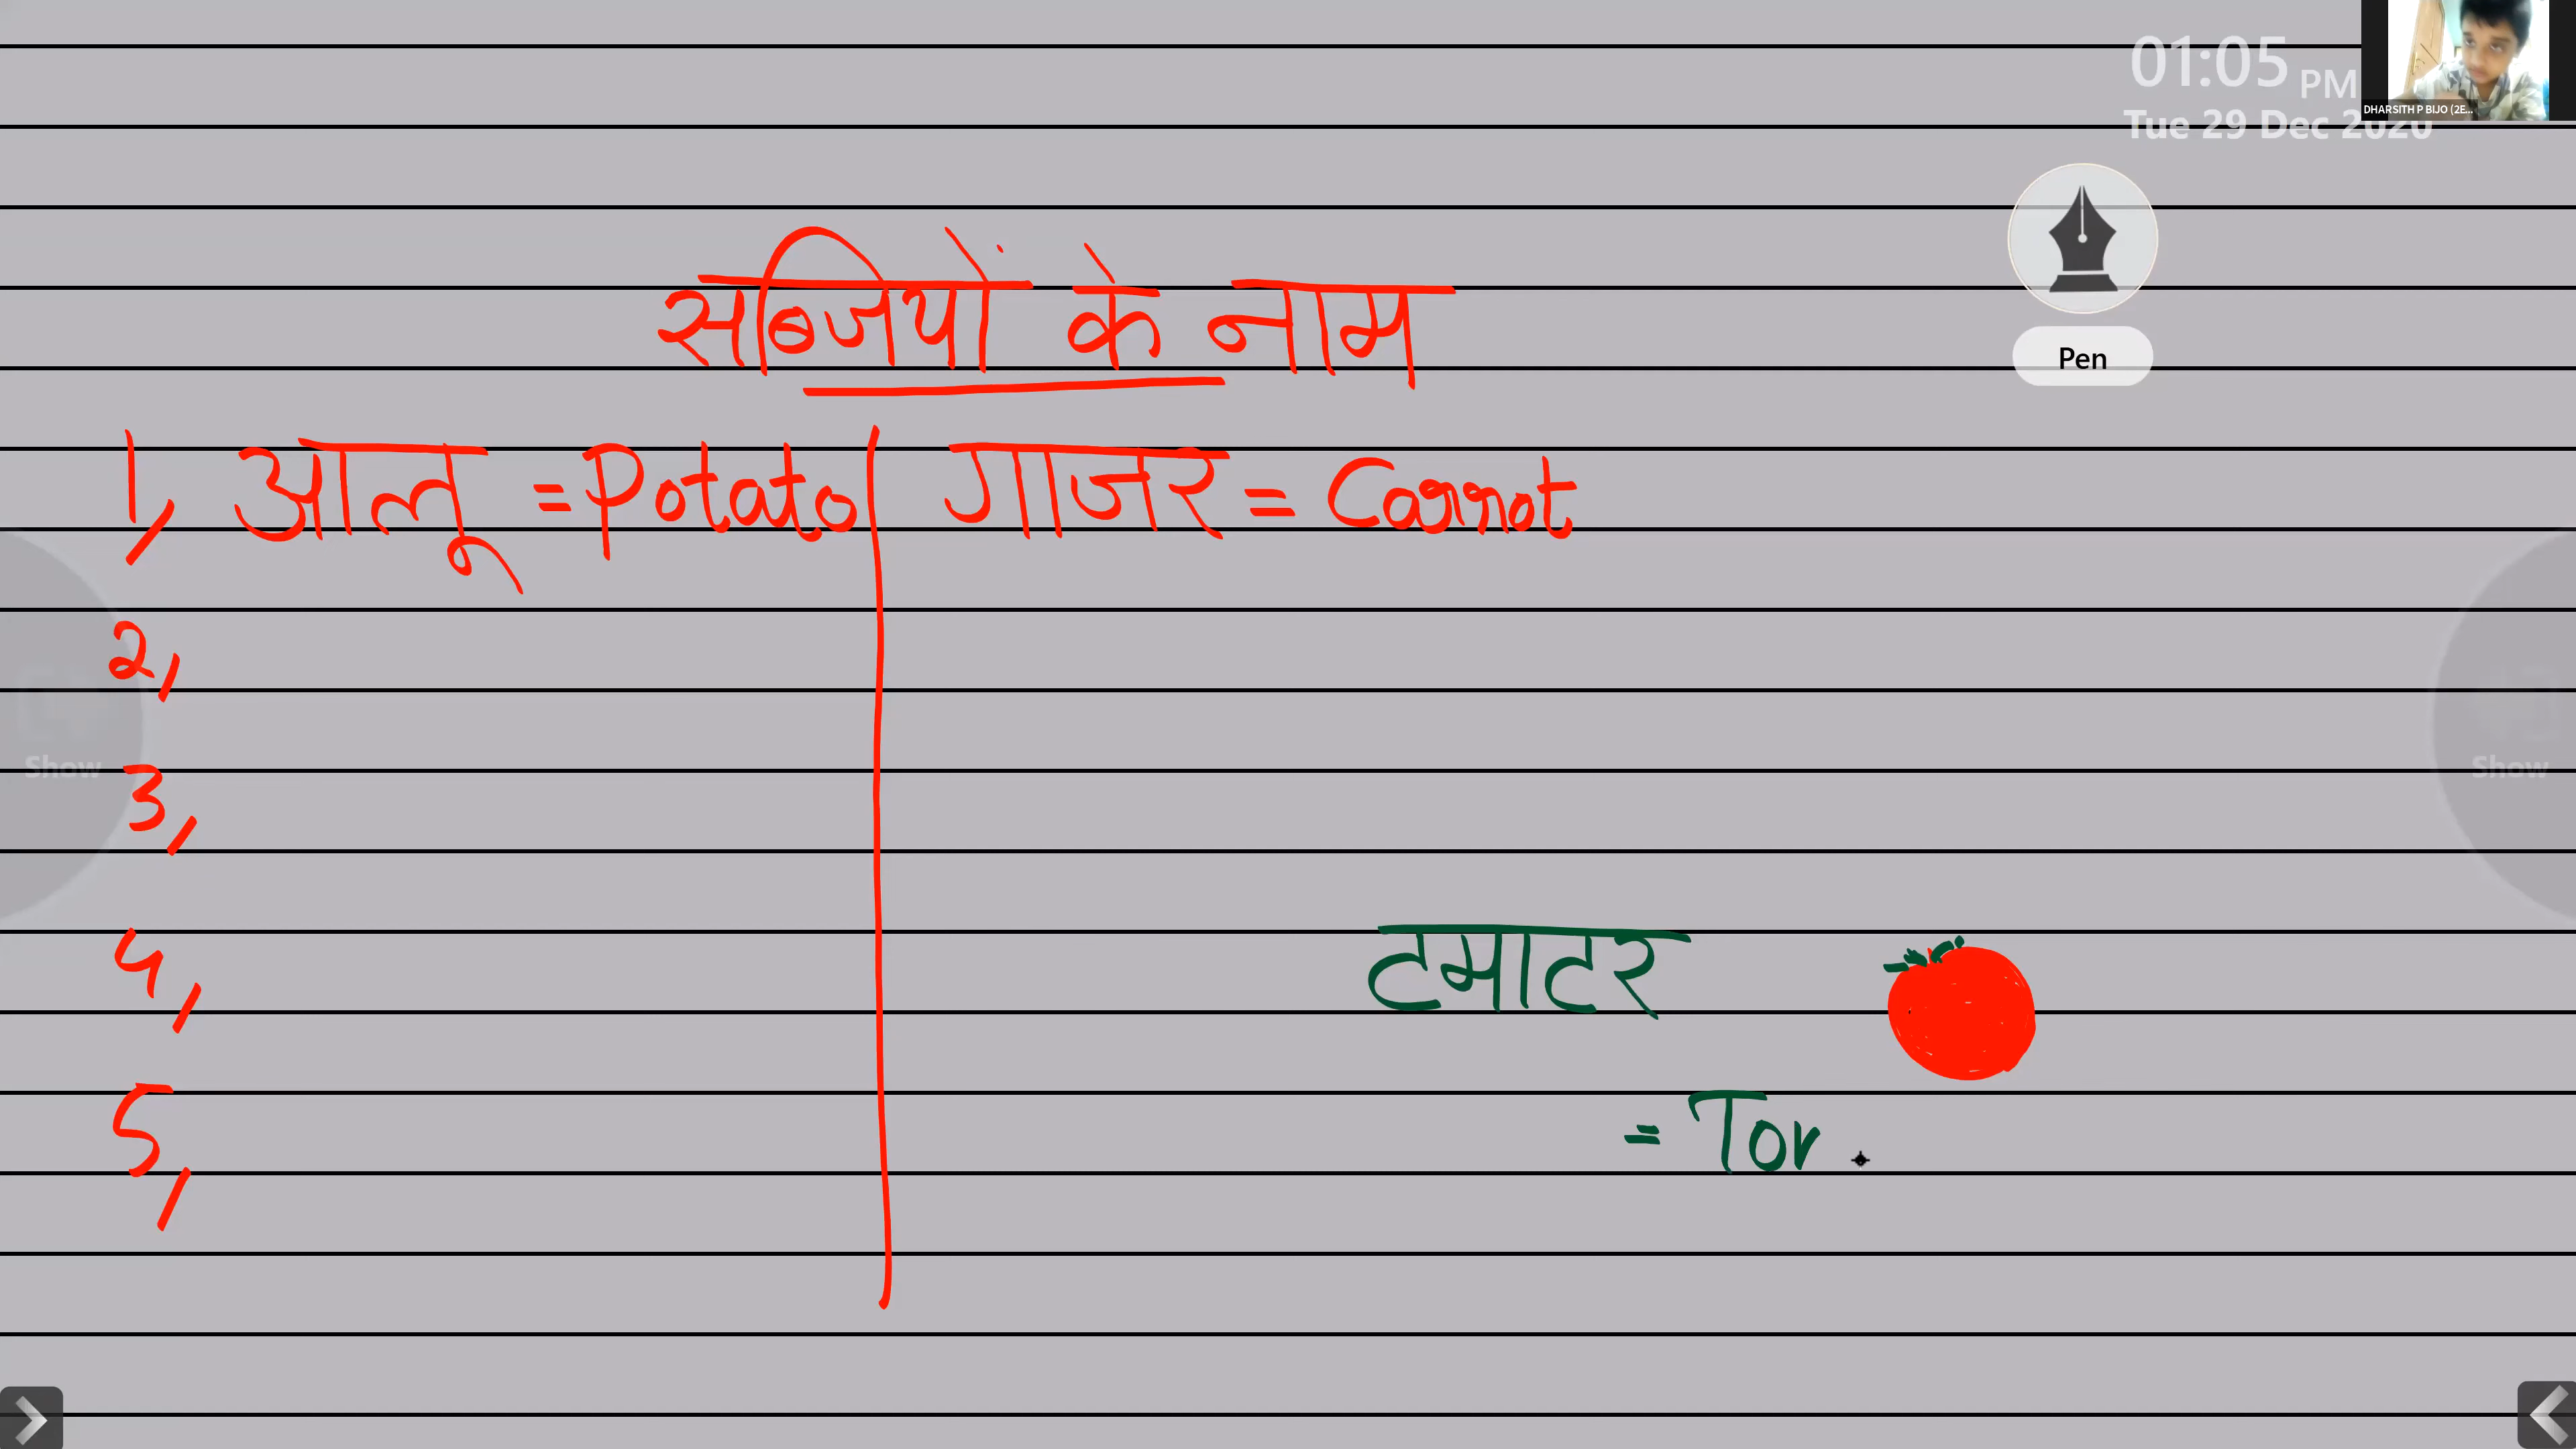 01:05 PM
Tue 29 Dec 2020
DHARSITH P BIJO (2E...
Pen
सब्जियों के नाम
1, आलू = Potato गाजर = Carrot
2,
3,
4,
5,
Show
Show
टमाटर
= Tor